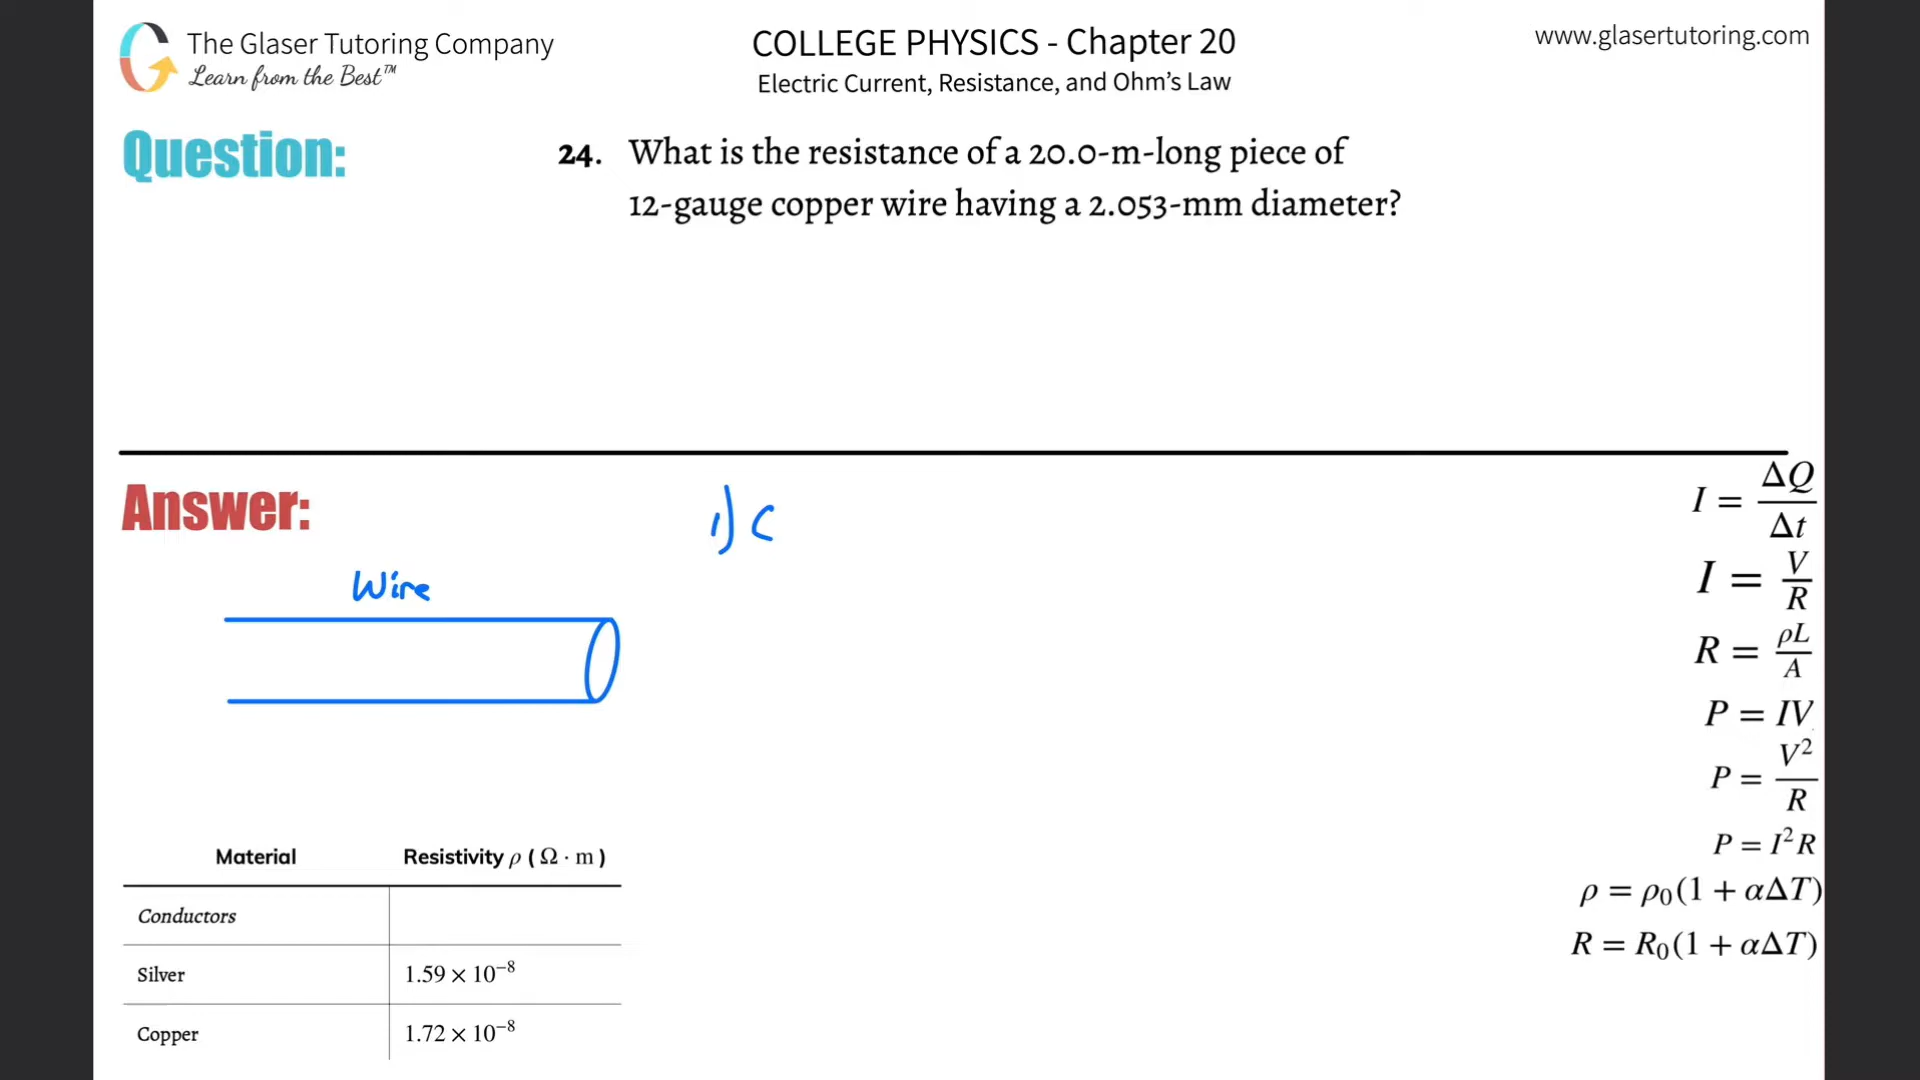 The Glaser Tutoring Company
Learn from the Best™
COLLEGE PHYSICS - Chapter 20
Electric Current, Resistance, and Ohm's Law
www.glasertutoring.com
Question:
24. What is the resistance of a 20.0-m-long piece of
12-gauge copper wire having a 2.053-mm diameter?
Answer:
1) C
Wire
Material Resistivity ρ ( Ω · m )
Conductors
Silver 1.59 × 10⁻⁸
Copper 1.72 × 10⁻⁸
I = ΔQ/Δt
I = V/R
R = ρL/A
P = IV
P = V²/R
P = I²R
ρ = ρ₀(1 + αΔT)
R = R₀(1 + αΔT)